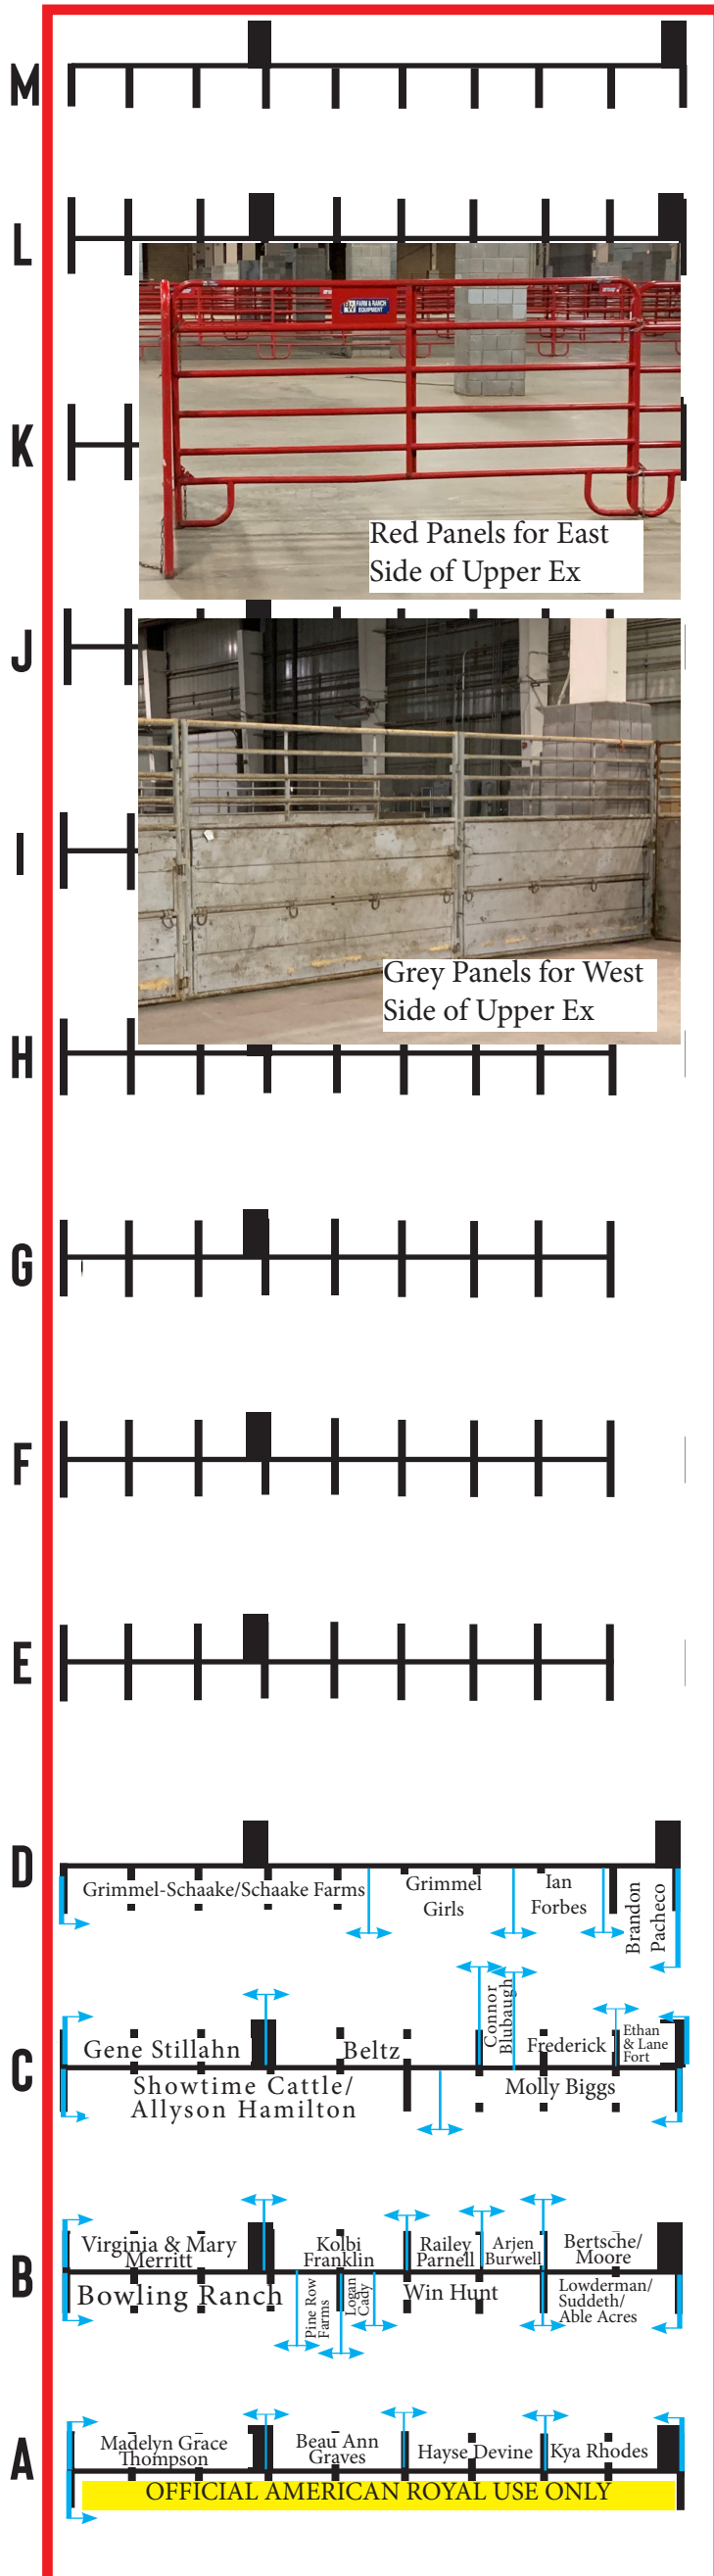 M
L
FARM & RANCH
EQUIPMENT
K
Red Panels for East
Side of Upper Ex
J
I
Grey Panels for West
Side of Upper Ex
H
G
F
E
D
Grimmel-Schaake/Schaake Farms
Grimmel
Girls
Ian
Forbes
Brandon
Pacheco
C
Gene Stillahn
Beltz
Connor
Blubaugh
Frederick
Ethan
& Lane
Fort
Showtime Cattle/
Allyson Hamilton
Molly Biggs
B
Virginia & Mary
Merritt
Kolbi
Franklin
Railey
Parnell
Arjen
Burwell
Bertsche/
Moore
Bowling Ranch
Pine Row
Farms
Logan
Cady
Win Hunt
Lowderman/
Suddeth/
Able Acres
A
Madelyn Grace
Thompson
Beau Ann
Graves
Hayse Devine
Kya Rhodes
OFFICIAL AMERICAN ROYAL USE ONLY